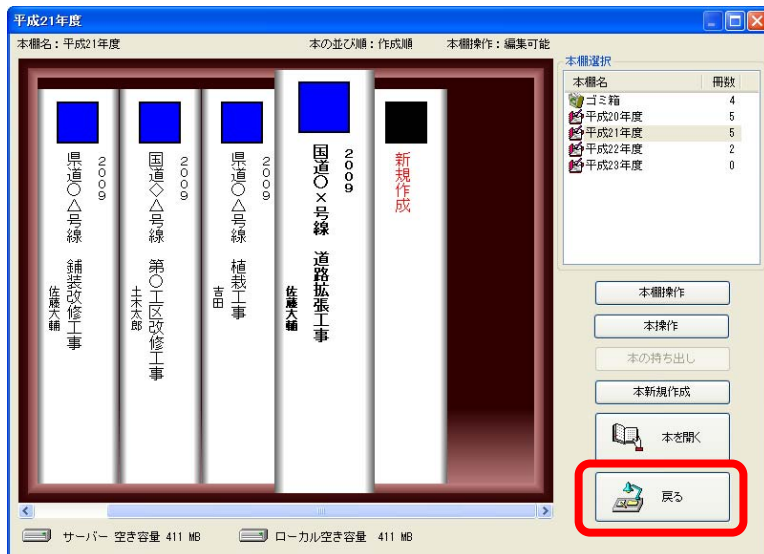 平成21年度
本棚名：平成21年度
本の並び順：作成順
本棚操作：編集可能
2009
県道○△号線　舗装改修工事
佐藤大輔
2009
国道◇△号線　第○工区改修工事
土木太郎
2009
県道○△号線　植栽工事
吉田
2009
国道○×号線　道路拡張工事
佐藤大輔
新規作成
本棚選択
本棚名 冊数
ゴミ箱 4
平成20年度 5
平成21年度 5
平成22年度 2
平成23年度 0
本棚操作
本操作
本の持ち出し
本新規作成
本を開く
戻る
サーバー 空き容量 411 MB
ローカル空き容量 411 MB